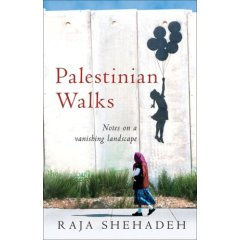 Palestinian
Walks
Notes on a
vanishing landscape
RAJA SHEHADEH